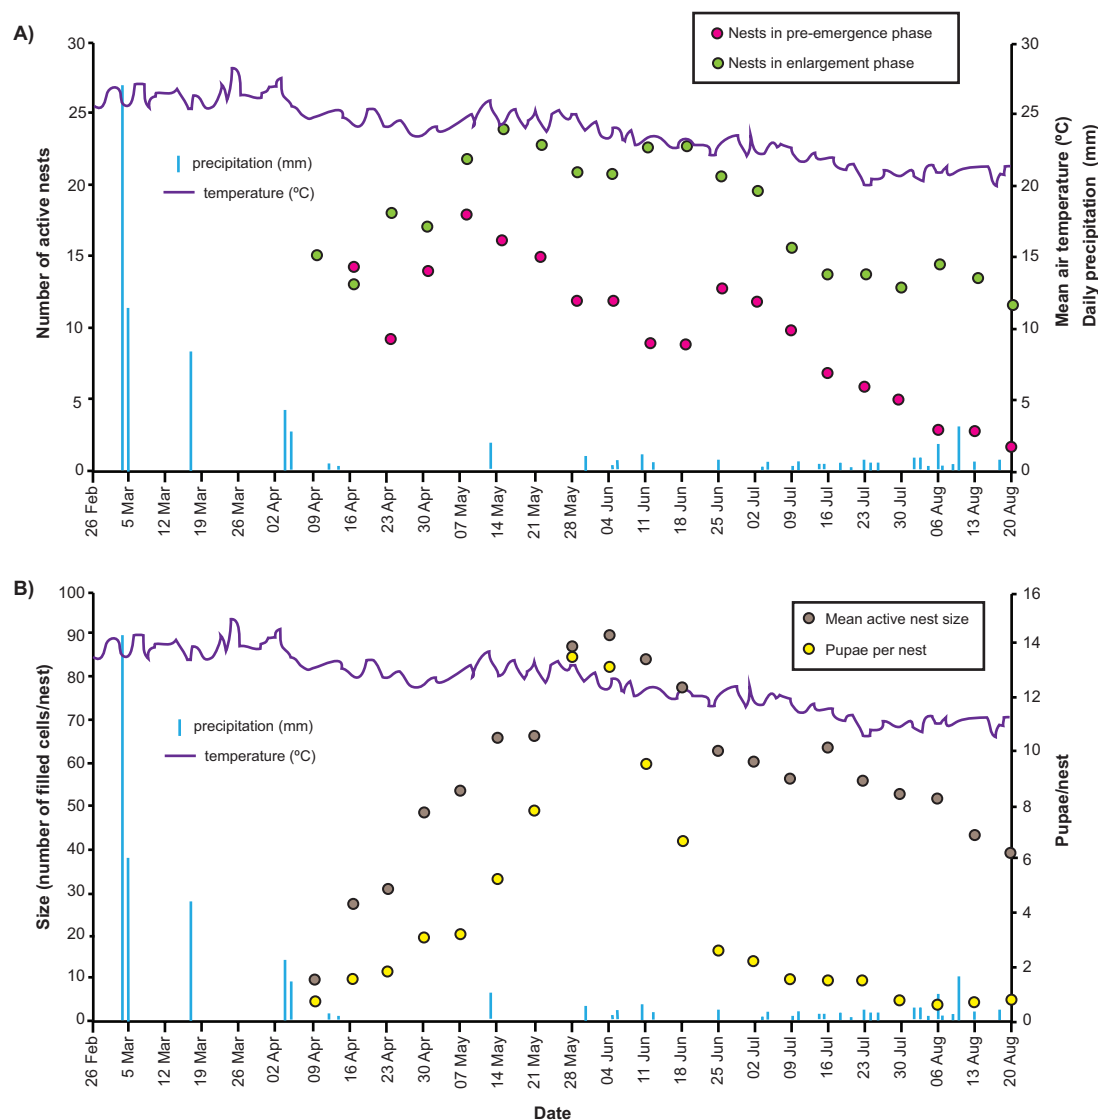 A)
Nests in pre-emergence phase
Nests in enlargement phase
30
25
20
15
10
5
0
Number of active nests
precipitation (mm)
temperature (ºC)
30
25
20
15
10
5
0
Mean air temperature (ºC)
Daily precipitation (mm)
26 Feb
5 Mar
12 Mar
19 Mar
26 Mar
02 Apr
09 Apr
16 Apr
23 Apr
30 Apr
07 May
14 May
21 May
28 May
04 Jun
11 Jun
18 Jun
25 Jun
02 Jul
09 Jul
16 Jul
23 Jul
30 Jul
06 Aug
13 Aug
20 Aug
B)
Mean active nest size
Pupae per nest
100
90
80
70
60
50
40
30
20
10
0
Size (number of filled cells/nest)
precipitation (mm)
temperature (ºC)
16
14
12
10
8
6
4
2
0
Pupae/nest
26 Feb
5 Mar
12 Mar
19 Mar
26 Mar
02 Apr
09 Apr
16 Apr
23 Apr
30 Apr
07 May
14 May
21 May
28 May
04 Jun
11 Jun
18 Jun
25 Jun
02 Jul
09 Jul
16 Jul
23 Jul
30 Jul
06 Aug
13 Aug
20 Aug
Date